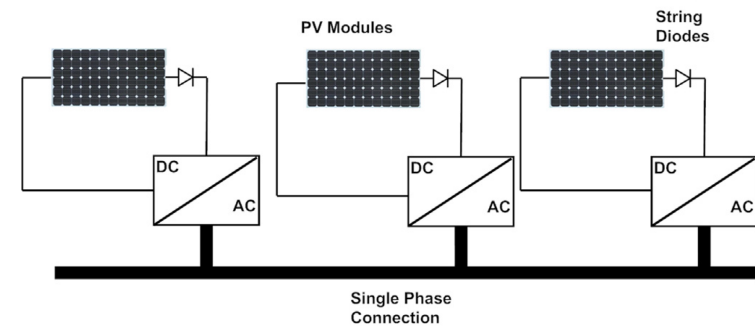 PV Modules
String
Diodes
DC
AC
DC
AC
DC
AC
Single Phase
Connection